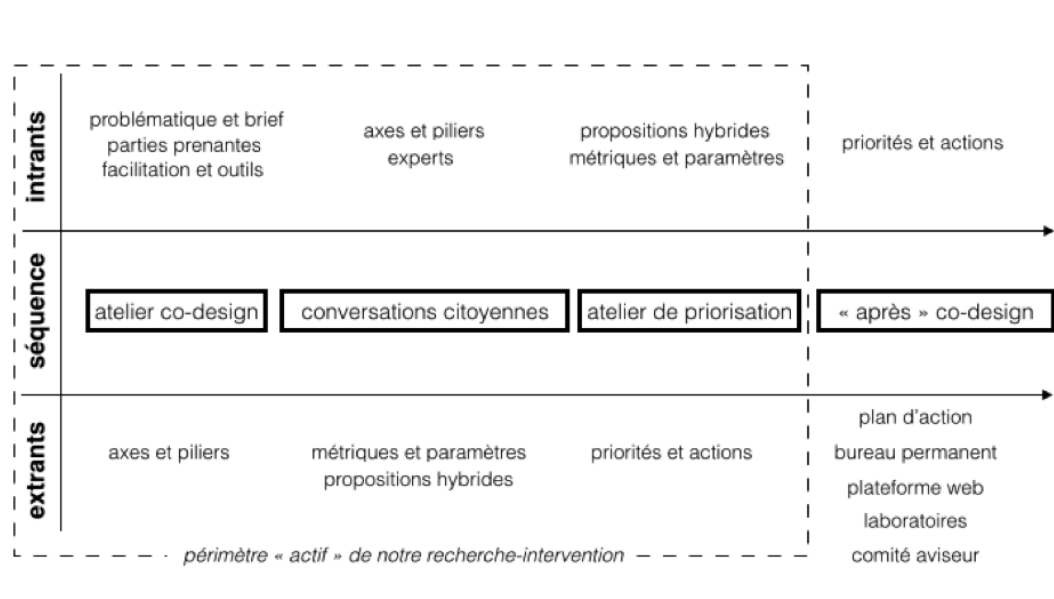 intrants
problématique et brief
parties prenantes
facilitation et outils
axes et piliers
experts
propositions hybrides
métriques et paramètres
priorités et actions
séquence
atelier co-design
conversations citoyennes
atelier de priorisation
« après » co-design
extrants
axes et piliers
métriques et paramètres
propositions hybrides
priorités et actions
plan d'action
bureau permanent
plateforme web
laboratoires
comité aviseur
périmètre « actif » de notre recherche-intervention